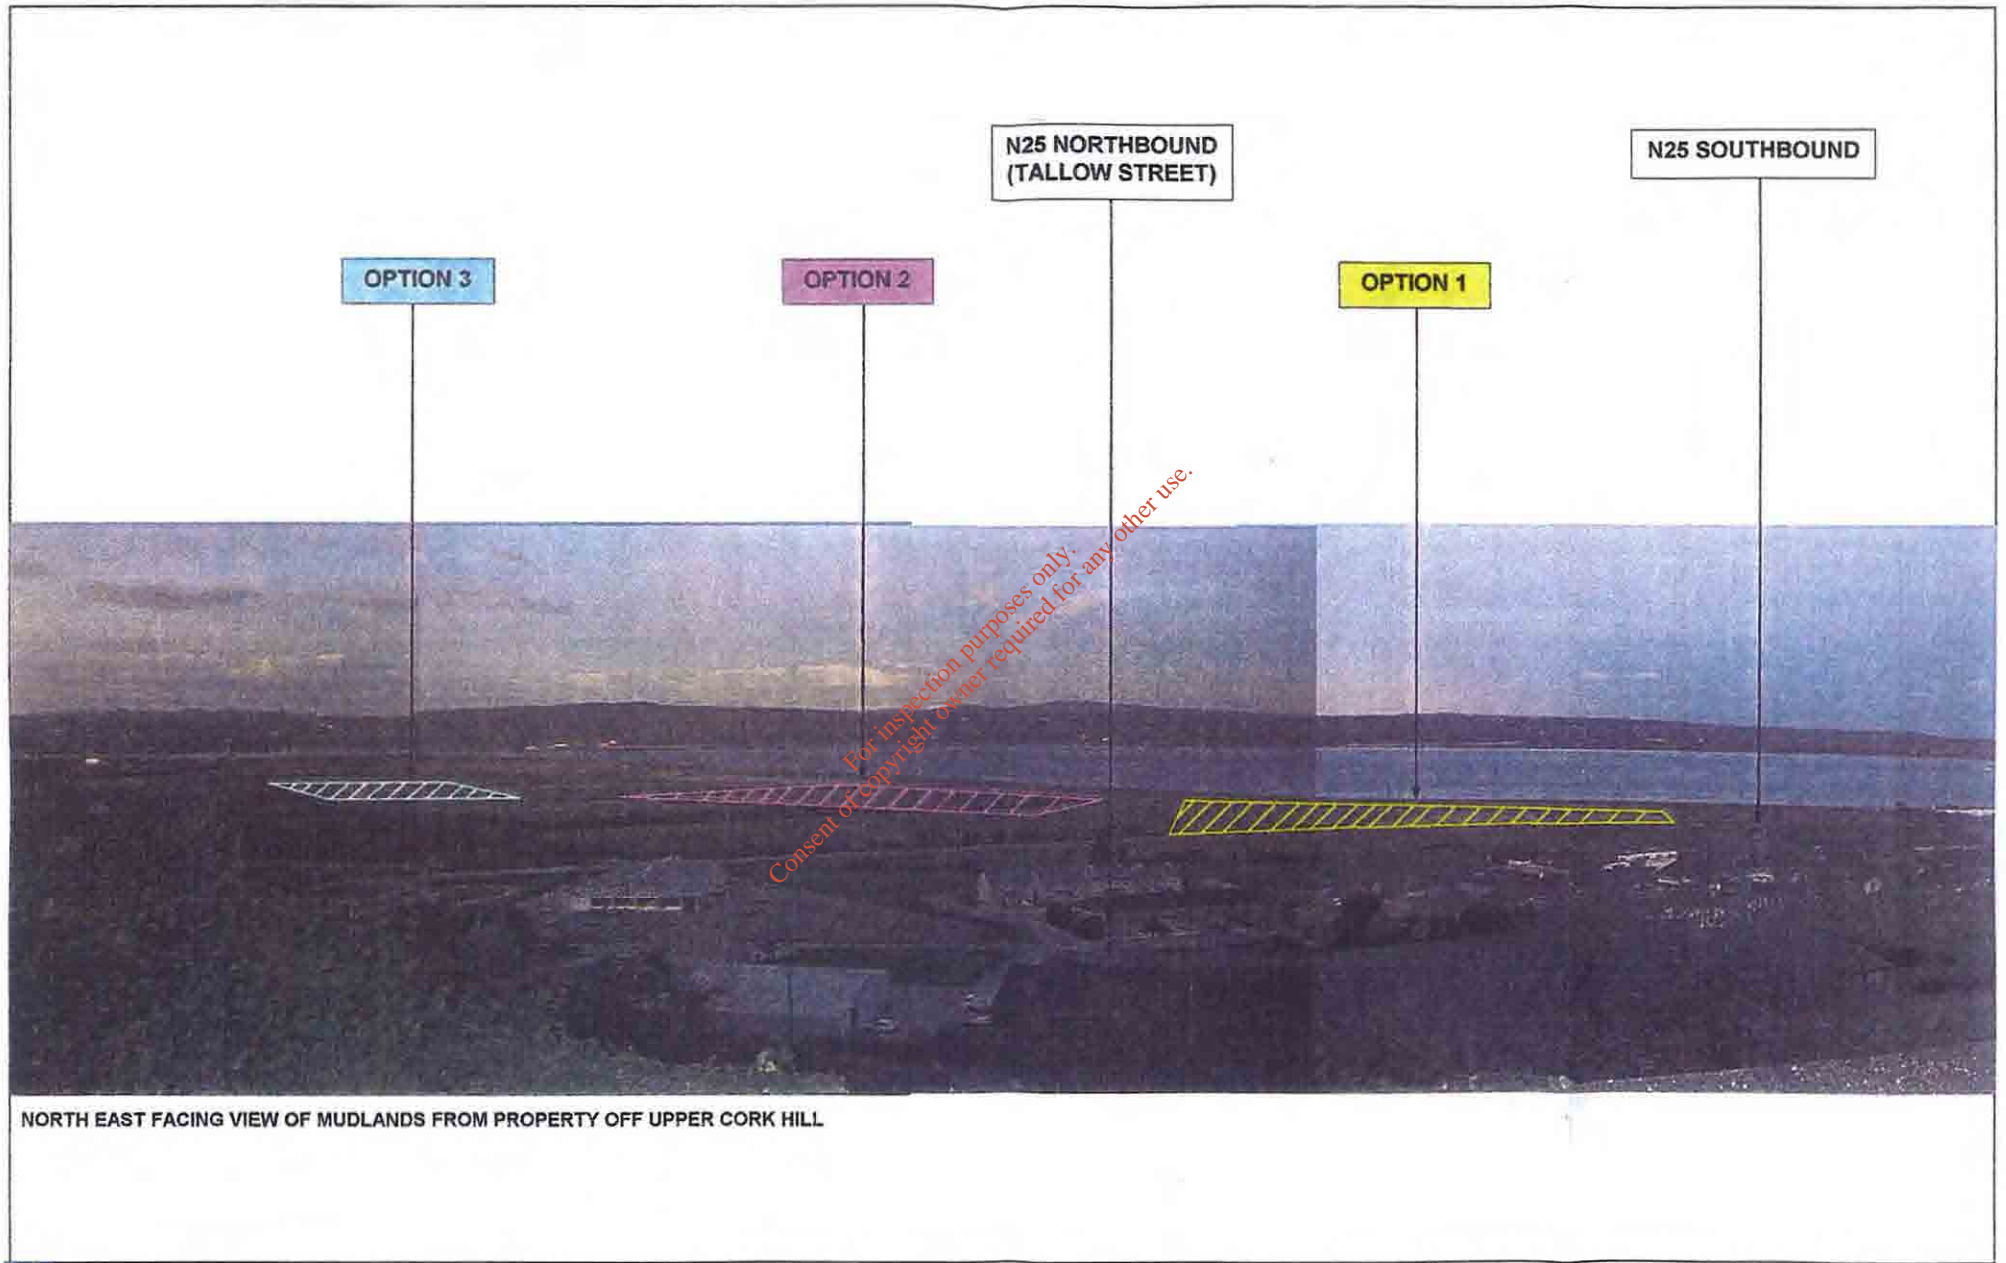 N25 NORTHBOUND
(TALLOW STREET)
N25 SOUTHBOUND
OPTION 3
OPTION 2
OPTION 1
For inspection purposes only.
Consent of copyright owner required for any other use.
NORTH EAST FACING VIEW OF MUDLANDS FROM PROPERTY OFF UPPER CORK HILL